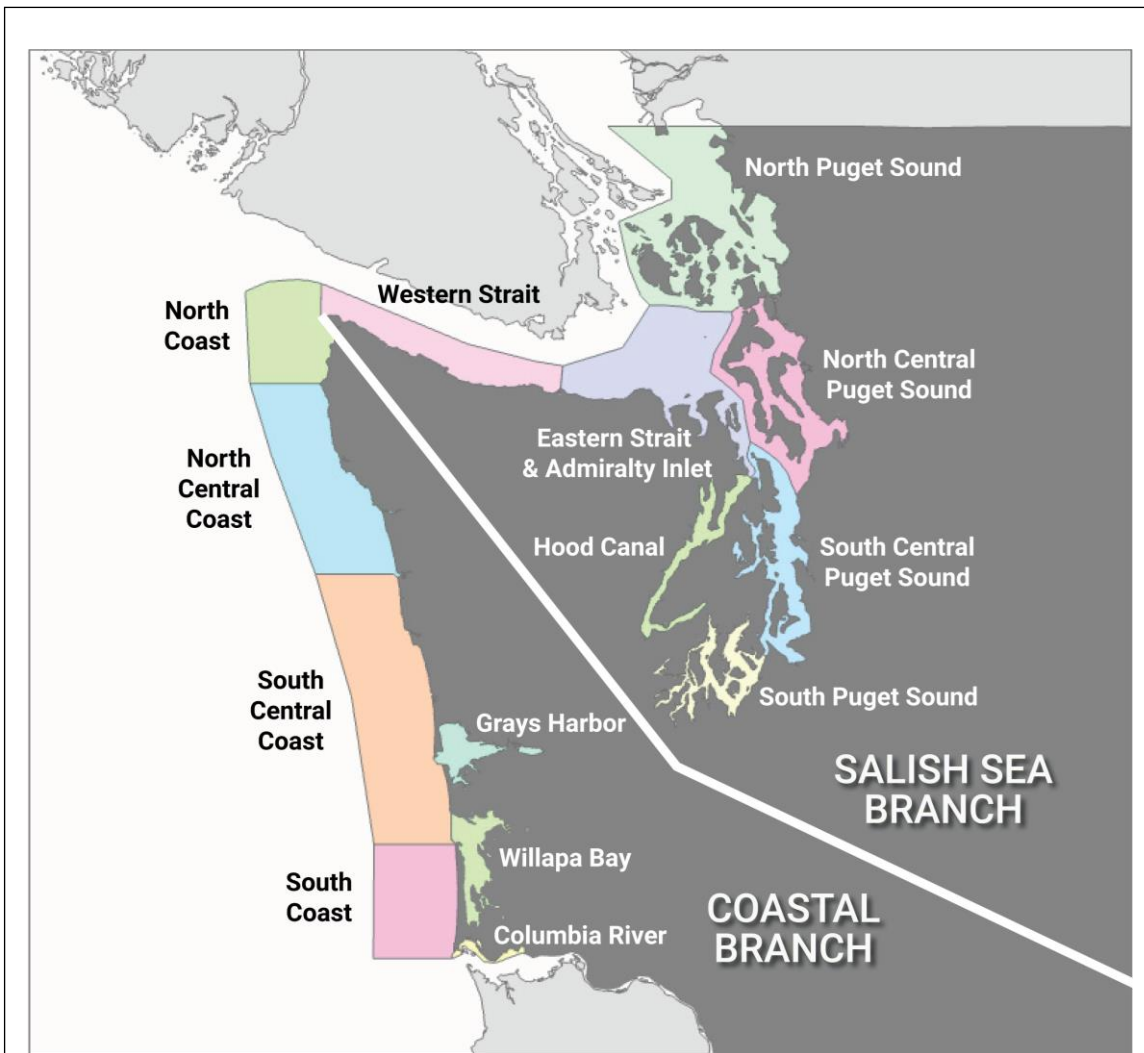 North Puget Sound
Western Strait
North
Coast
North Central
Puget Sound
Eastern Strait
& Admiralty Inlet
North
Central
Coast
Hood Canal
South Central
Puget Sound
South
Central
Coast
South Puget Sound
Grays Harbor
SALISH SEA
BRANCH
Willapa Bay
South
Coast
COASTAL
BRANCH
Columbia River